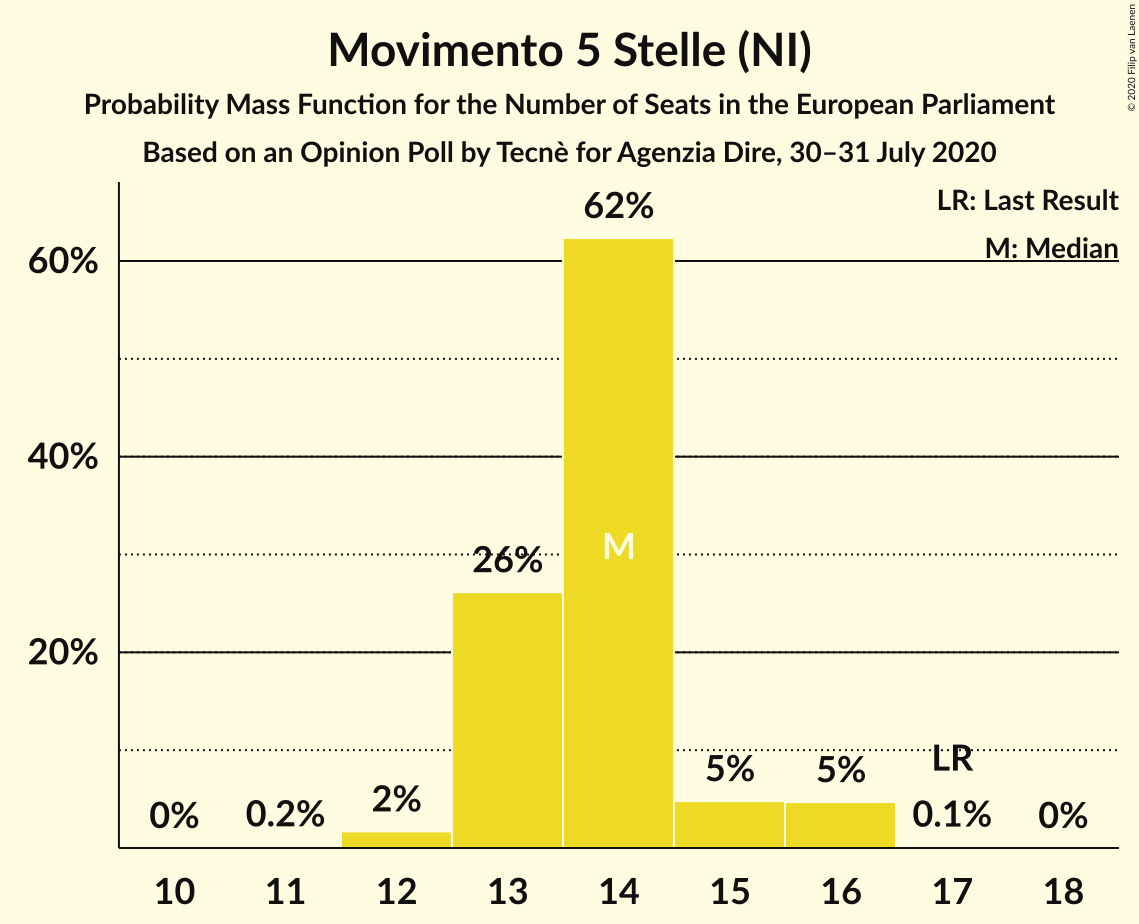 Movimento 5 Stelle (NI)
Probability Mass Function for the Number of Seats in the European Parliament
Based on an Opinion Poll by Tecnè for Agenzia Dire, 30–31 July 2020
© 2020 Filip van Laenen
LR: Last Result
M: Median
62%
60%
40%
26%
M
20%
0%
0.2%
2%
5%
5%
LR
0.1%
0%
10 11 12 13 14 15 16 17 18